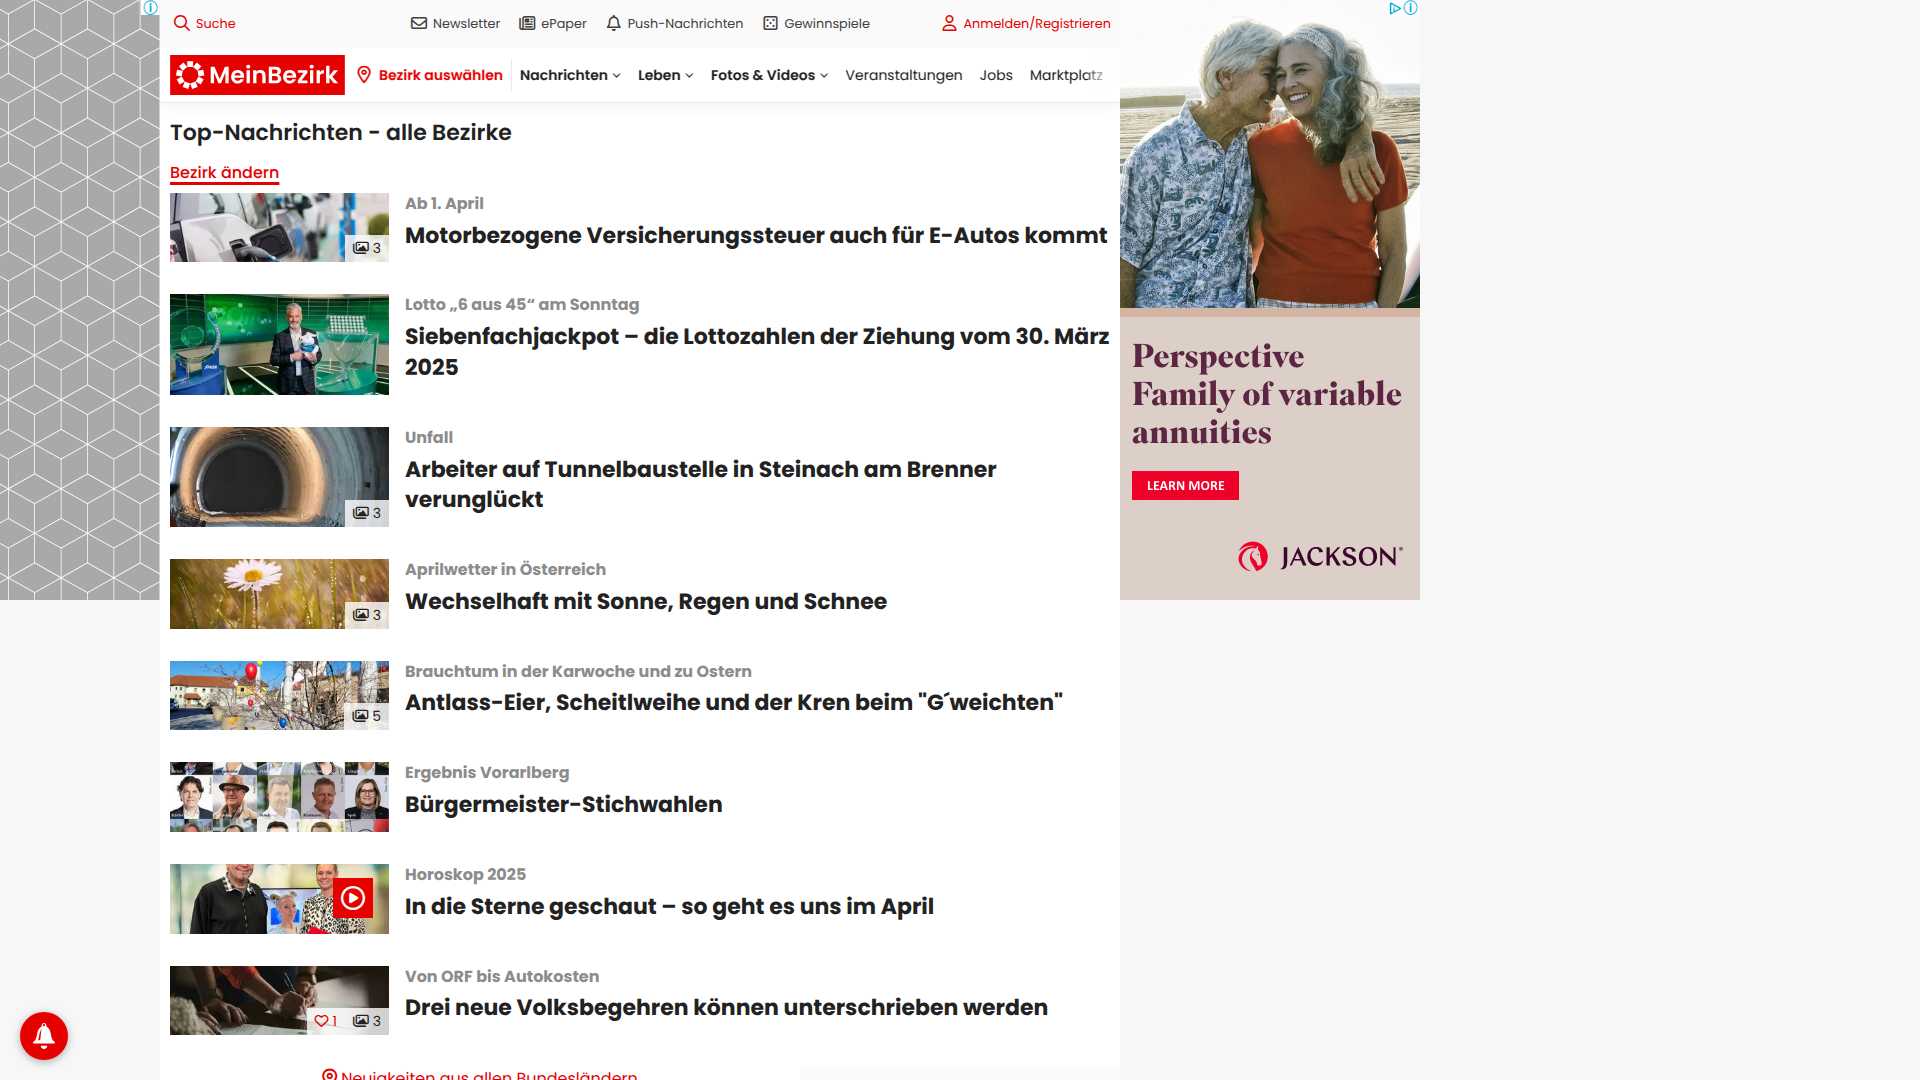 Suche
Newsletter
ePaper
Push-Nachrichten
Gewinnspiele
Anmelden/Registrieren
MeinBezirk
Bezirk auswählen
Nachrichten
Leben
Fotos & Videos
Veranstaltungen
Jobs
Marktplatz
Top-Nachrichten - alle Bezirke
Bezirk ändern
3
Ab 1. April
Motorbezogene Versicherungssteuer auch für E-Autos kommt
Lotto „6 aus 45“ am Sonntag
Siebenfachjackpot – die Lottozahlen der Ziehung vom 30. März
2025
3
Unfall
Arbeiter auf Tunnelbaustelle in Steinach am Brenner
verunglückt
3
Aprilwetter in Österreich
Wechselhaft mit Sonne, Regen und Schnee
5
Brauchtum in der Karwoche und zu Ostern
Antlass-Eier, Scheitlweihe und der Kren beim "G´weichten"
Ergebnis Vorarlberg
Bürgermeister-Stichwahlen
Horoskop 2025
In die Sterne geschaut – so geht es uns im April
1
3
Von ORF bis Autokosten
Drei neue Volksbegehren können unterschrieben werden
Neuigkeiten aus allen Bundesländern
Perspective
Family of variable
annuities
LEARN MORE
JACKSON®